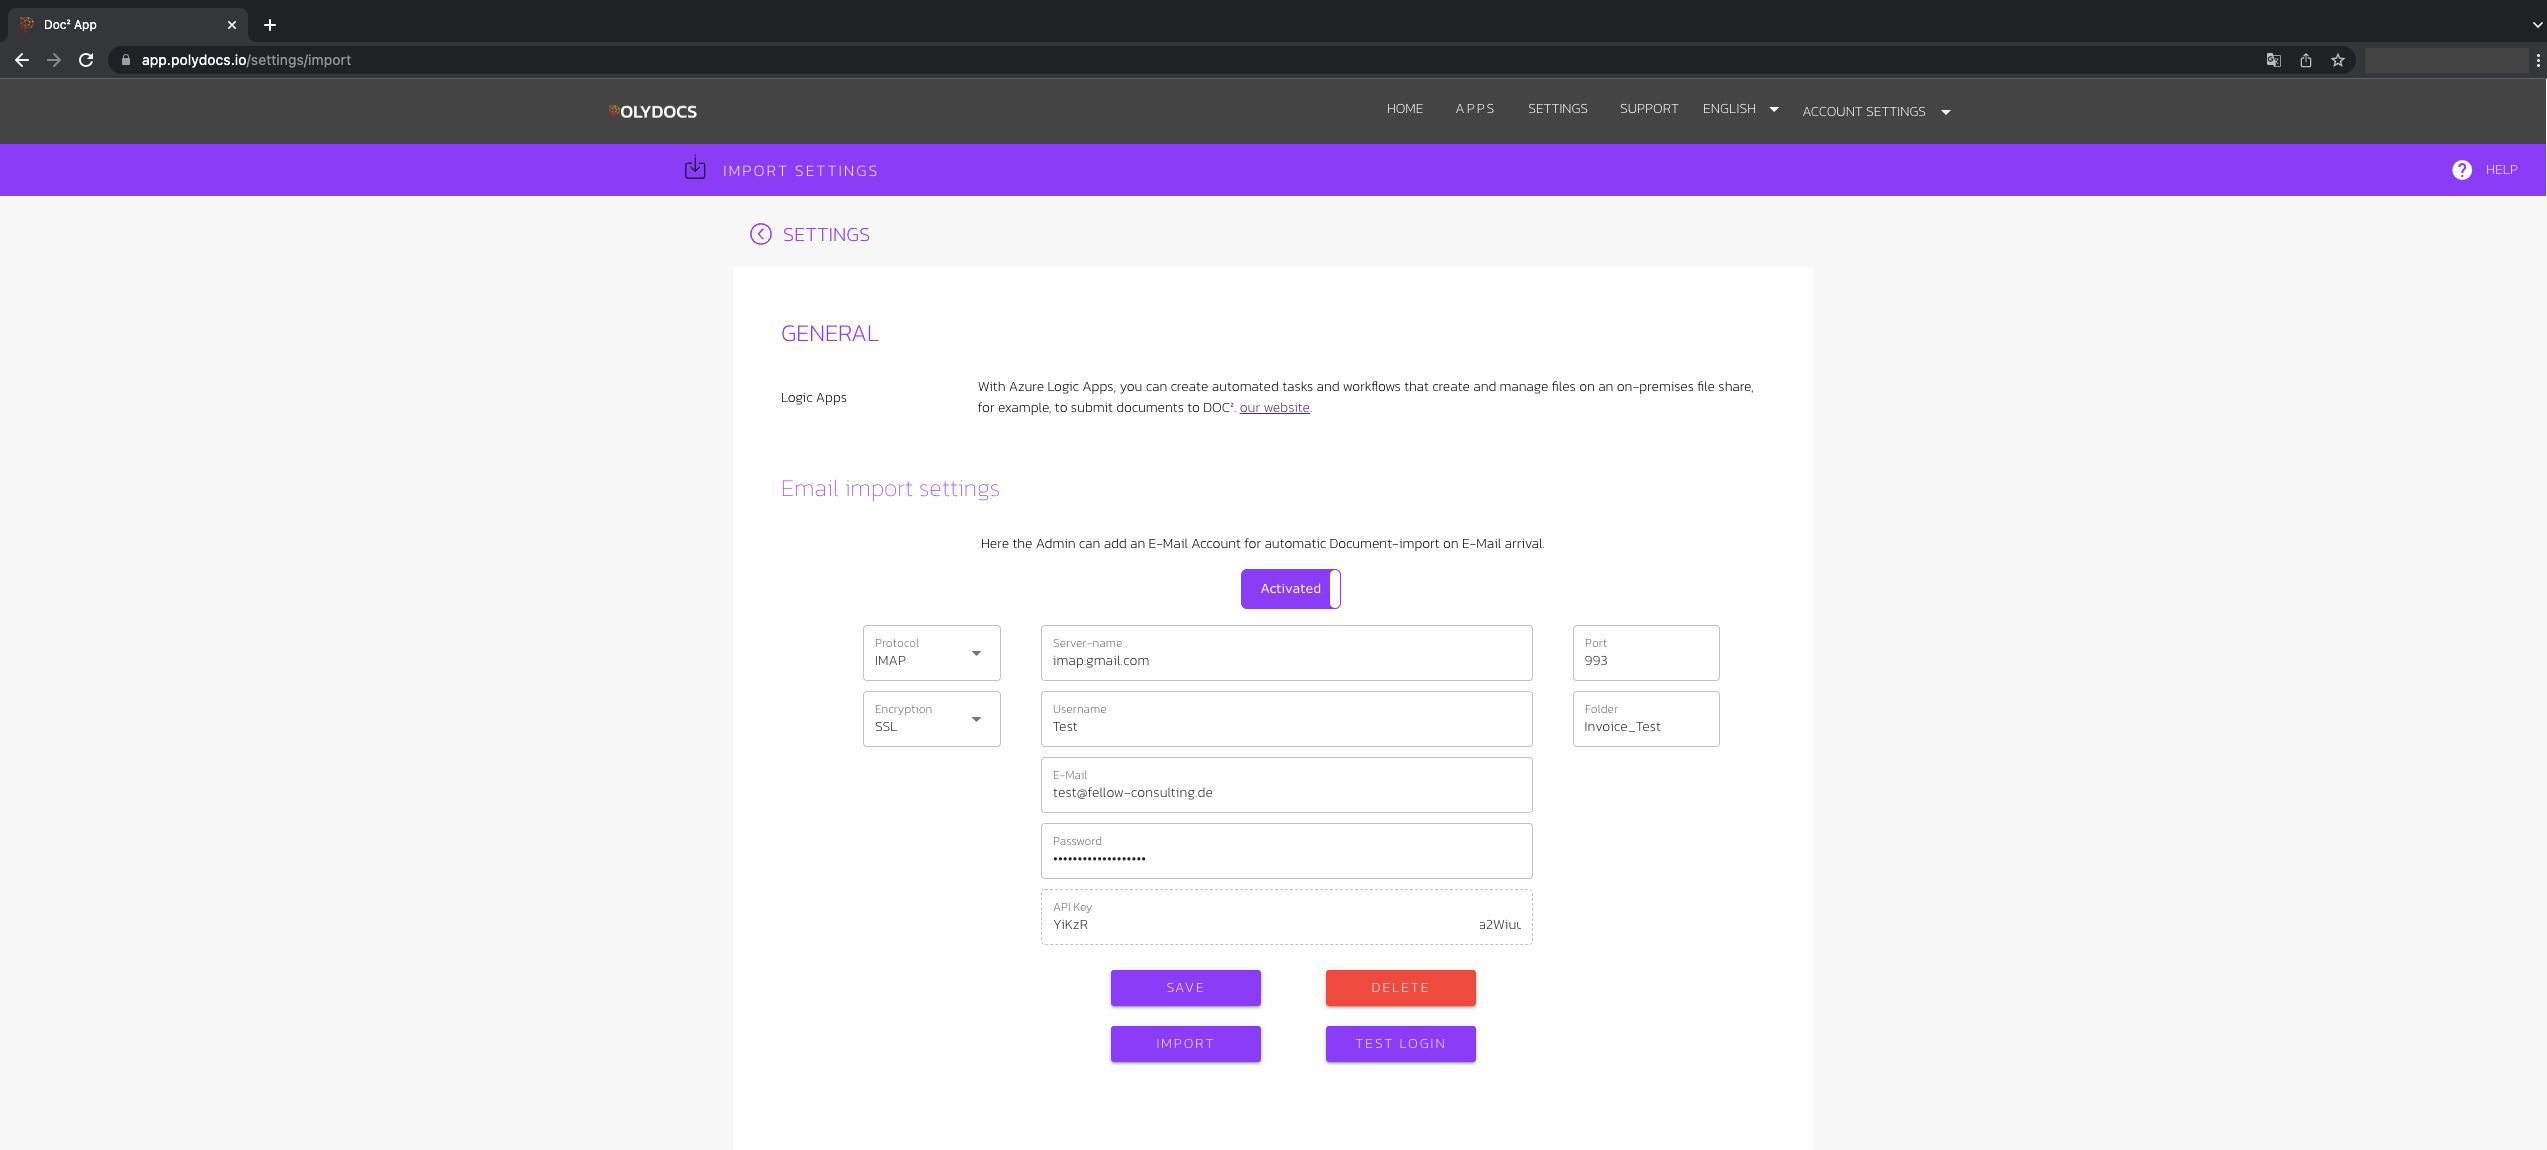 Doc² App
app.polydocs.io/settings/import
POLYDOCS
HOME APPS SETTINGS SUPPORT ENGLISH ACCOUNT SETTINGS
IMPORT SETTINGS
HELP
SETTINGS
GENERAL
Logic Apps
With Azure Logic Apps, you can create automated tasks and workflows that create and manage files on an on-premises file share,
for example, to submit documents to DOC². our website.
Email import settings
Here the Admin can add an E-Mail Account for automatic Document-import on E-Mail arrival.
Activated
Protocol
IMAP
Server-name
imap.gmail.com
Port
993
Encryption
SSL
Username
Test
Folder
Invoice_Test
E-Mail
test@fellow-consulting.de
Password
•••••••••••••••••••
API Key
YiKzR a2Wiu
SAVE DELETE
IMPORT TEST LOGIN